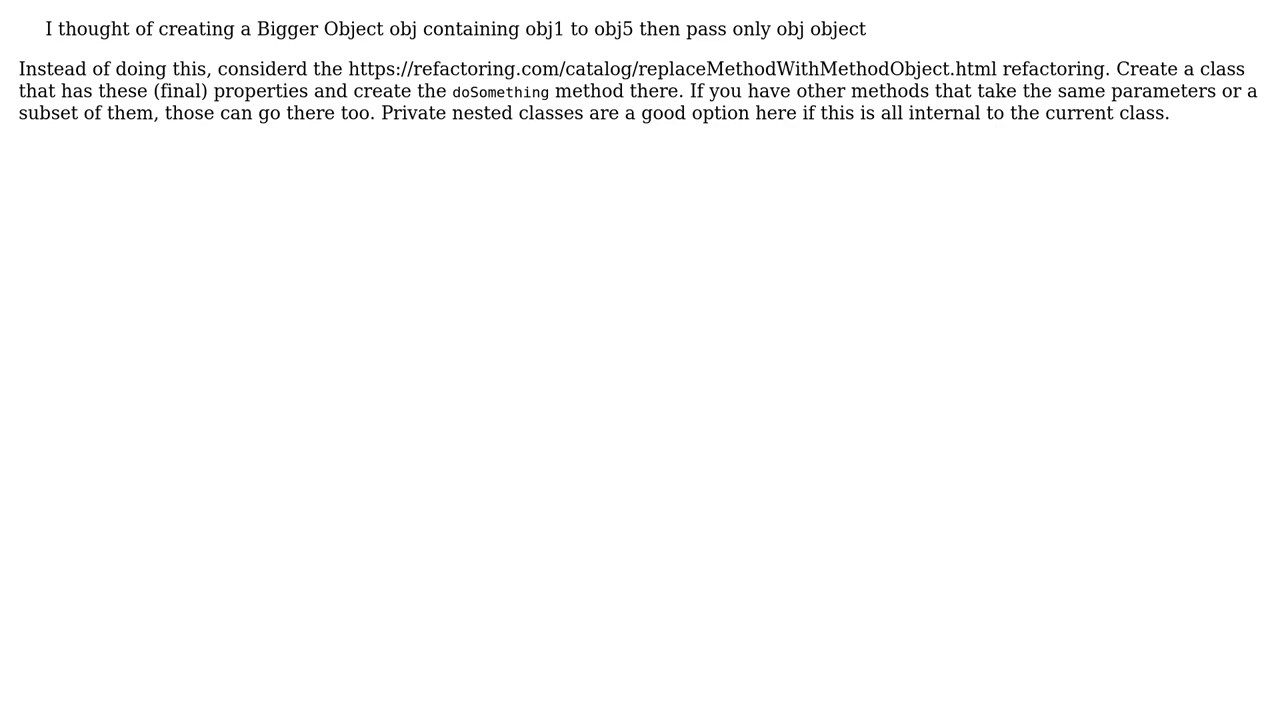 I thought of creating a Bigger Object obj containing obj1 to obj5 then pass only obj object
Instead of doing this, considerd the https://refactoring.com/catalog/replaceMethodWithMethodObject.html refactoring. Create a class
that has these (final) properties and create the doSomething method there. If you have other methods that take the same parameters or a
subset of them, those can go there too. Private nested classes are a good option here if this is all internal to the current class.